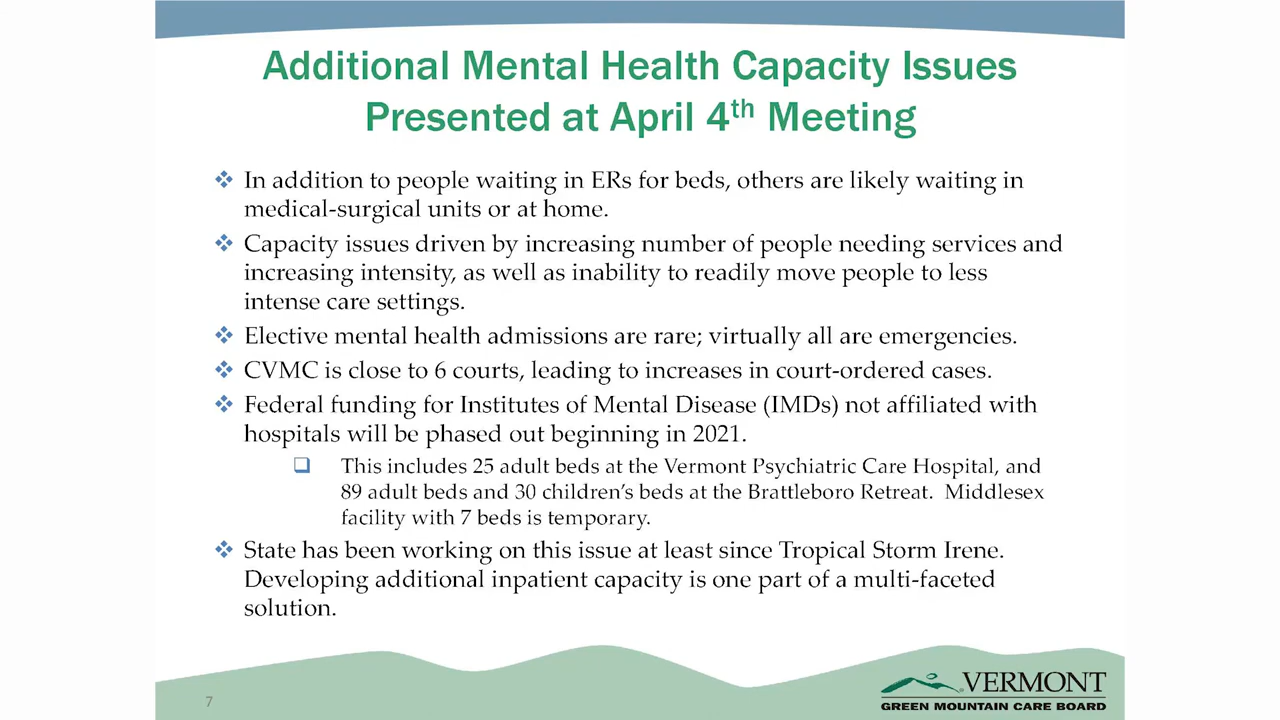 Additional Mental Health Capacity Issues
Presented at April 4th Meeting
❖ In addition to people waiting in ERs for beds, others are likely waiting in
medical-surgical units or at home.
❖ Capacity issues driven by increasing number of people needing services and
increasing intensity, as well as inability to readily move people to less
intense care settings.
❖ Elective mental health admissions are rare; virtually all are emergencies.
❖ CVMC is close to 6 courts, leading to increases in court-ordered cases.
❖ Federal funding for Institutes of Mental Disease (IMDs) not affiliated with
hospitals will be phased out beginning in 2021.
❑ This includes 25 adult beds at the Vermont Psychiatric Care Hospital, and
89 adult beds and 30 children’s beds at the Brattleboro Retreat. Middlesex
facility with 7 beds is temporary.
❖ State has been working on this issue at least since Tropical Storm Irene.
Developing additional inpatient capacity is one part of a multi-faceted
solution.
7
VERMONT
GREEN MOUNTAIN CARE BOARD